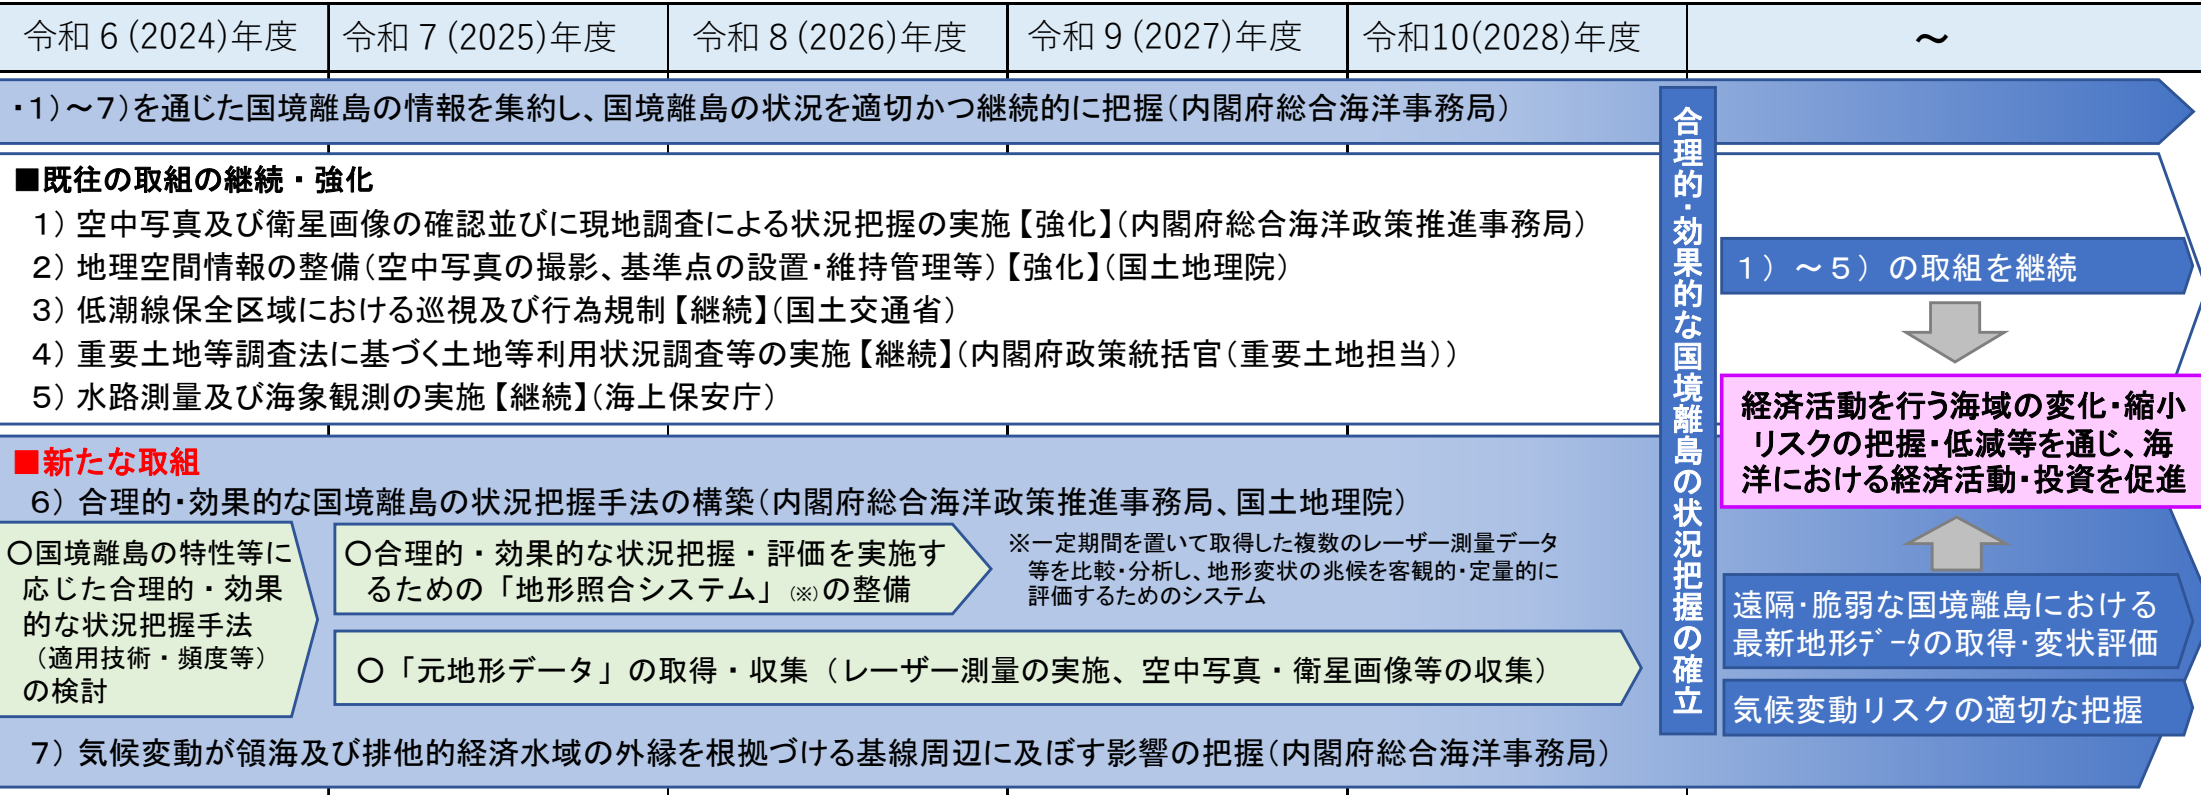 令和6(2024)年度
令和7(2025)年度
令和8(2026)年度
令和9(2027)年度
令和10(2028)年度
～
・1)～7)を通じた国境離島の情報を集約し、国境離島の状況を適切かつ継続的に把握(内閣府総合海洋事務局)
■既往の取組の継続・強化
1)空中写真及び衛星画像の確認並びに現地調査による状況把握の実施【強化】(内閣府総合海洋政策推進事務局)
2)地理空間情報の整備(空中写真の撮影、基準点の設置・維持管理等)【強化】(国土地理院)
3)低潮線保全区域における巡視及び行為規制【継続】(国土交通省)
4)重要土地等調査法に基づく土地等利用状況調査等の実施【継続】(内閣府政策統括官(重要土地担当))
5)水路測量及び海象観測の実施【継続】(海上保安庁)
■新たな取組
6)合理的・効果的な国境離島の状況把握手法の構築(内閣府総合海洋政策推進事務局、国土地理院)
〇国境離島の特性等に
応じた合理的・効果
的な状況把握手法
(適用技術・頻度等)
の検討
〇合理的・効果的な状況把握・評価を実施す
るための「地形照合システム」(※)の整備
※一定期間を置いて取得した複数のレーザー測量データ
等を比較・分析し、地形変状の兆候を客観的・定量的に
評価するためのシステム
〇「元地形データ」の取得・収集(レーザー測量の実施、空中写真・衛星画像等の収集)
7)気候変動が領海及び排他的経済水域の外縁を根拠づける基線周辺に及ぼす影響の把握(内閣府総合海洋事務局)
合理的・効果的な国境離島の状況把握の確立
1)～5)の取組を継続
経済活動を行う海域の変化・縮小
リスクの把握・低減等を通じ、海
洋における経済活動・投資を促進
遠隔・脆弱な国境離島における
最新地形ﾃﾞｰﾀの取得・変状評価
気候変動リスクの適切な把握